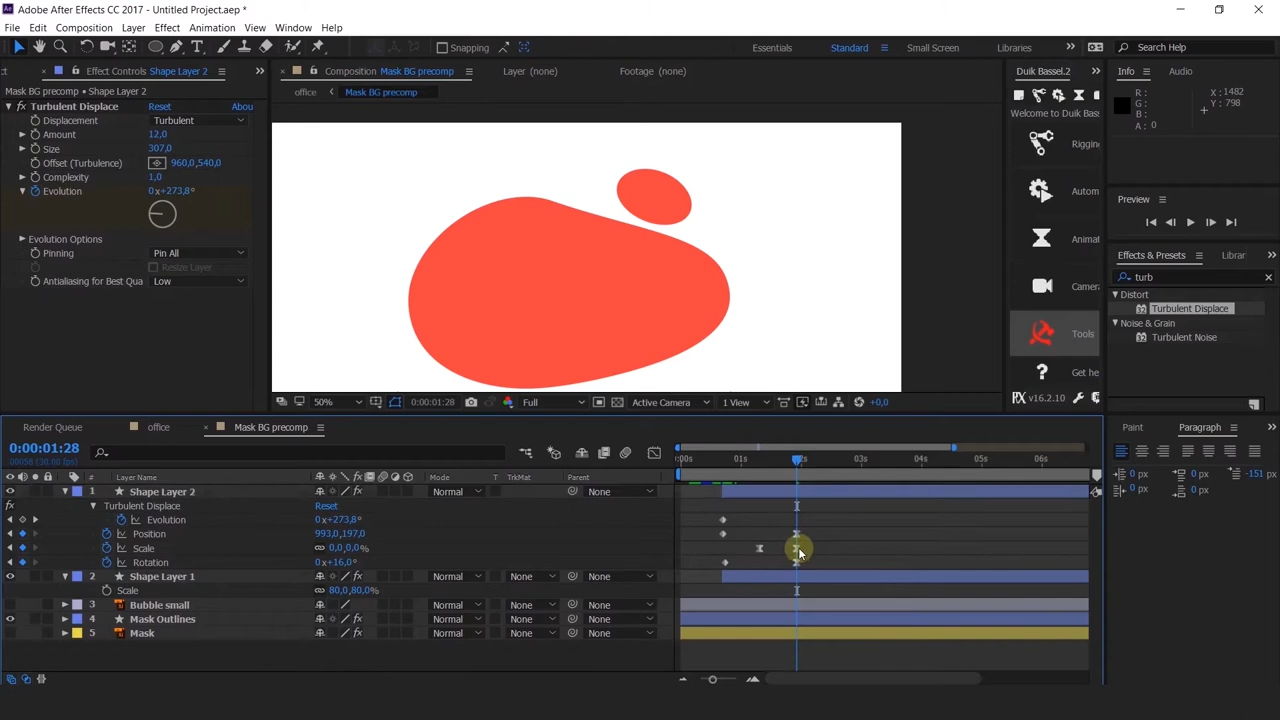 Adobe After Effects CC 2017 - Untitled Project.aep *
File Edit Composition Layer Effect Animation View Window Help
Snapping Essentials Standard Small Screen Libraries Search Help
Effect Controls Shape Layer 2 Composition Mask BG precomp Layer (none) Footage (none) Duik Bassel.2 Info Audio
Mask BG precomp • Shape Layer 2 office Mask BG precomp
Turbulent Displace Reset Abou
Displacement Turbulent
Amount 12,0
Size 307,0
Offset (Turbulence) 960,0,540,0
Complexity 1,0
Evolution 0x+273,8°
Evolution Options
Pinning Pin All
Resize Layer
Antialiasing for Best Qua Low
50% 0:00:01:28 Full Active Camera 1 View +0,0
Welcome to Duik Bas
Rigging
Autom
Animat
Camera
Tools
Get he
v16.2.10
R:
G:
B:
A: 0
X: 1482
Y: 798
Preview
Effects & Presets Librar
turb
Distort
Turbulent Displace
Noise & Grain
Turbulent Noise
Render Queue office Mask BG precomp
0:00:01:28
00058 (30.00 fps)
:00s 01s 02s 03s 04s 05s 06s
# Layer Name Mode T TrkMat Parent
1 Shape Layer 2 Normal None
Turbulent Displace Reset
Evolution 0x+273,8°
Position 993,0,197,0
Scale 0,0,0,0%
Rotation 0x+16,0°
2 Shape Layer 1 Normal None None
Scale 80,0,80,0%
3 Bubble small Normal None None
4 Mask Outlines Normal None None
5 Mask Normal None None
Paint Paragraph
0 px 0 px -151 px
0 px 0 px